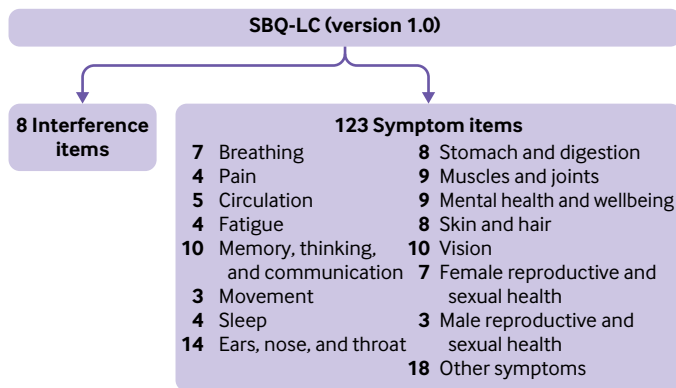 SBQ-LC (version 1.0)
8 Interference
items
123 Symptom items
7 Breathing
4 Pain
5 Circulation
4 Fatigue
10 Memory, thinking,
and communication
3 Movement
4 Sleep
14 Ears, nose, and throat
8 Stomach and digestion
9 Muscles and joints
9 Mental health and wellbeing
8 Skin and hair
10 Vision
7 Female reproductive and
sexual health
3 Male reproductive and
sexual health
18 Other symptoms